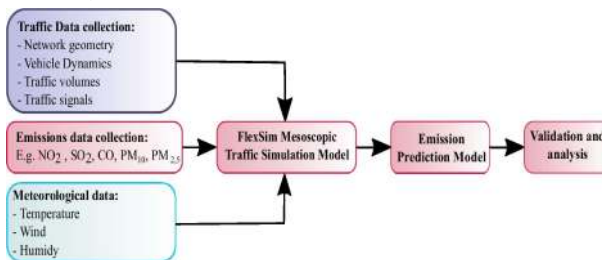 Traffic Data collection:
- Network geometry
- Vehicle Dynamics
- Traffic volumes
- Traffic signals
Emissions data collection:
E.g. NO2 , SO2, CO, PM10, PM2.5
Meteorological data:
- Temperature
- Wind
- Humidy
FlexSim Mesoscopic
Traffic Simulation Model
Emission
Prediction Model
Validation and
analysis